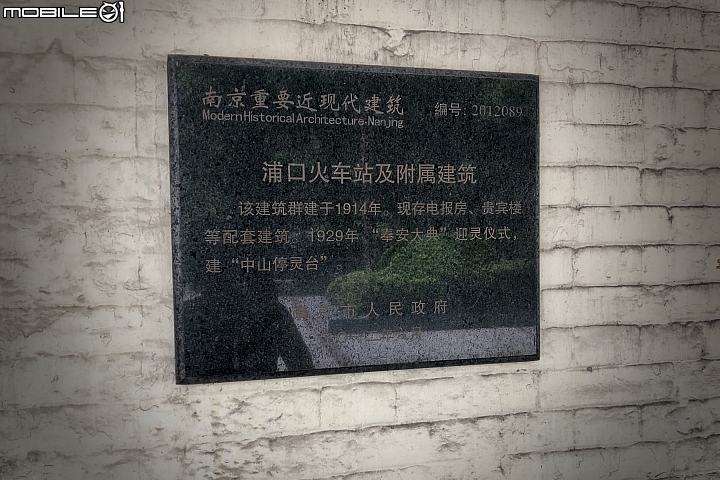 MOBILE01
南京重要近现代建筑
编号：2012089
Modern Historical Architecture·Nanjing
浦口火车站及附属建筑
该建筑群建于1914年。现存电报房、贵宾楼
等配套建筑。1929年“奉安大典”迎灵仪式，
建“中山停灵台”
市人民政府